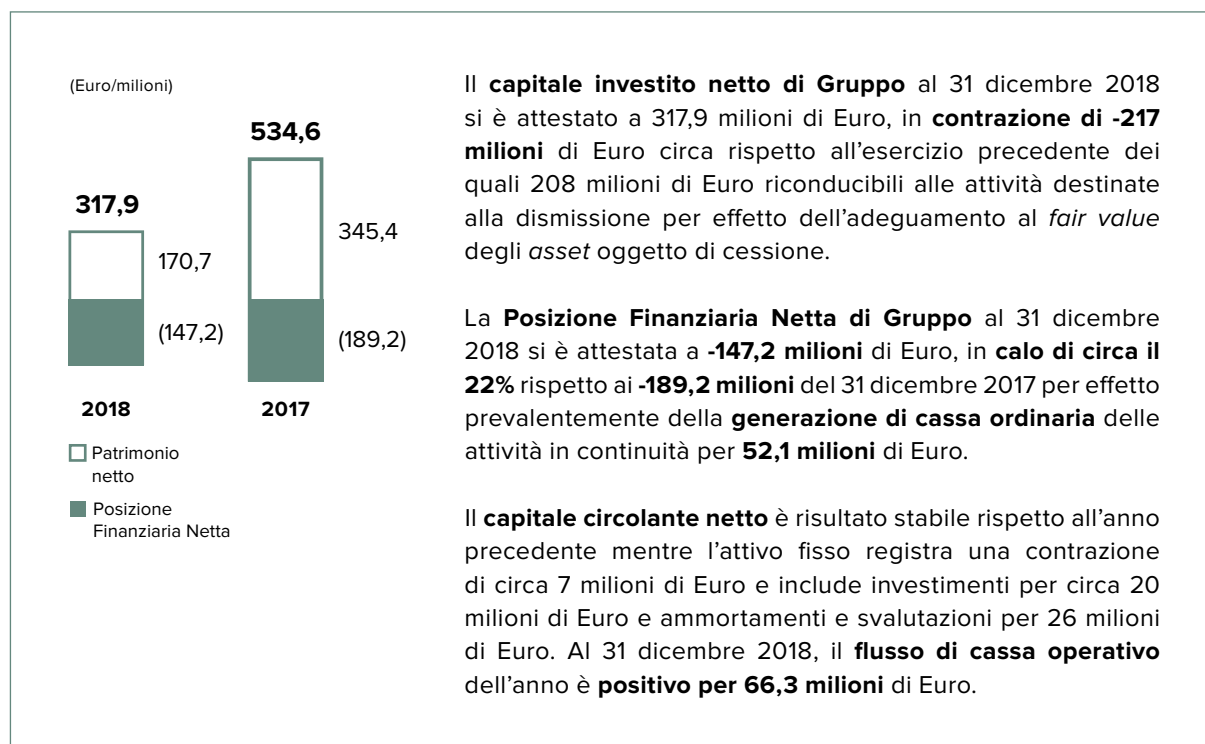 (Euro/milioni)
534,6
317,9
345,4
170,7
(147,2)
(189,2)
2018
2017
Patrimonio
netto
Posizione
Finanziaria Netta
Il capitale investito netto di Gruppo al 31 dicembre 2018
si è attestato a 317,9 milioni di Euro, in contrazione di -217
milioni di Euro circa rispetto all'esercizio precedente dei
quali 208 milioni di Euro riconducibili alle attività destinate
alla dismissione per effetto dell'adeguamento al fair value
degli asset oggetto di cessione.
La Posizione Finanziaria Netta di Gruppo al 31 dicembre
2018 si è attestata a -147,2 milioni di Euro, in calo di circa il
22% rispetto ai -189,2 milioni del 31 dicembre 2017 per effetto
prevalentemente della generazione di cassa ordinaria delle
attività in continuità per 52,1 milioni di Euro.
Il capitale circolante netto è risultato stabile rispetto all'anno
precedente mentre l'attivo fisso registra una contrazione
di circa 7 milioni di Euro e include investimenti per circa 20
milioni di Euro e ammortamenti e svalutazioni per 26 milioni
di Euro. Al 31 dicembre 2018, il flusso di cassa operativo
dell'anno è positivo per 66,3 milioni di Euro.